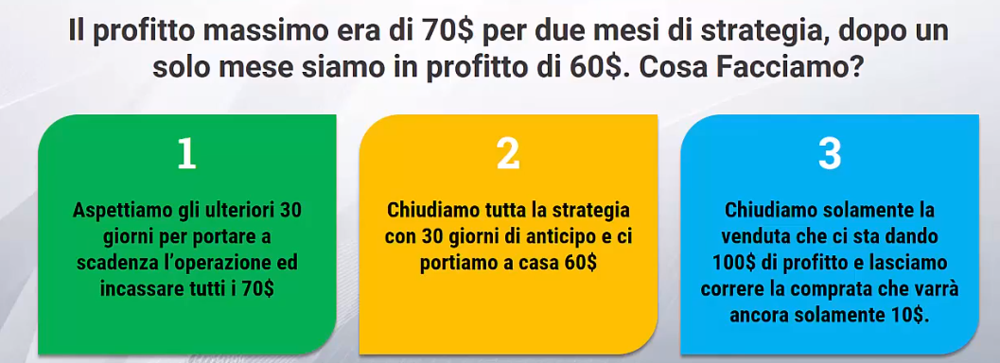 Il profitto massimo era di 70$ per due mesi di strategia, dopo un
solo mese siamo in profitto di 60$. Cosa Facciamo?
1
Aspettiamo gli ulteriori 30
giorni per portare a
scadenza l'operazione ed
incassare tutti i 70$
2
Chiudiamo tutta la strategia
con 30 giorni di anticipo e ci
portiamo a casa 60$
3
Chiudiamo solamente la
venduta che ci sta dando
100$ di profitto e lasciamo
correre la comprata che varrà
ancora solamente 10$.